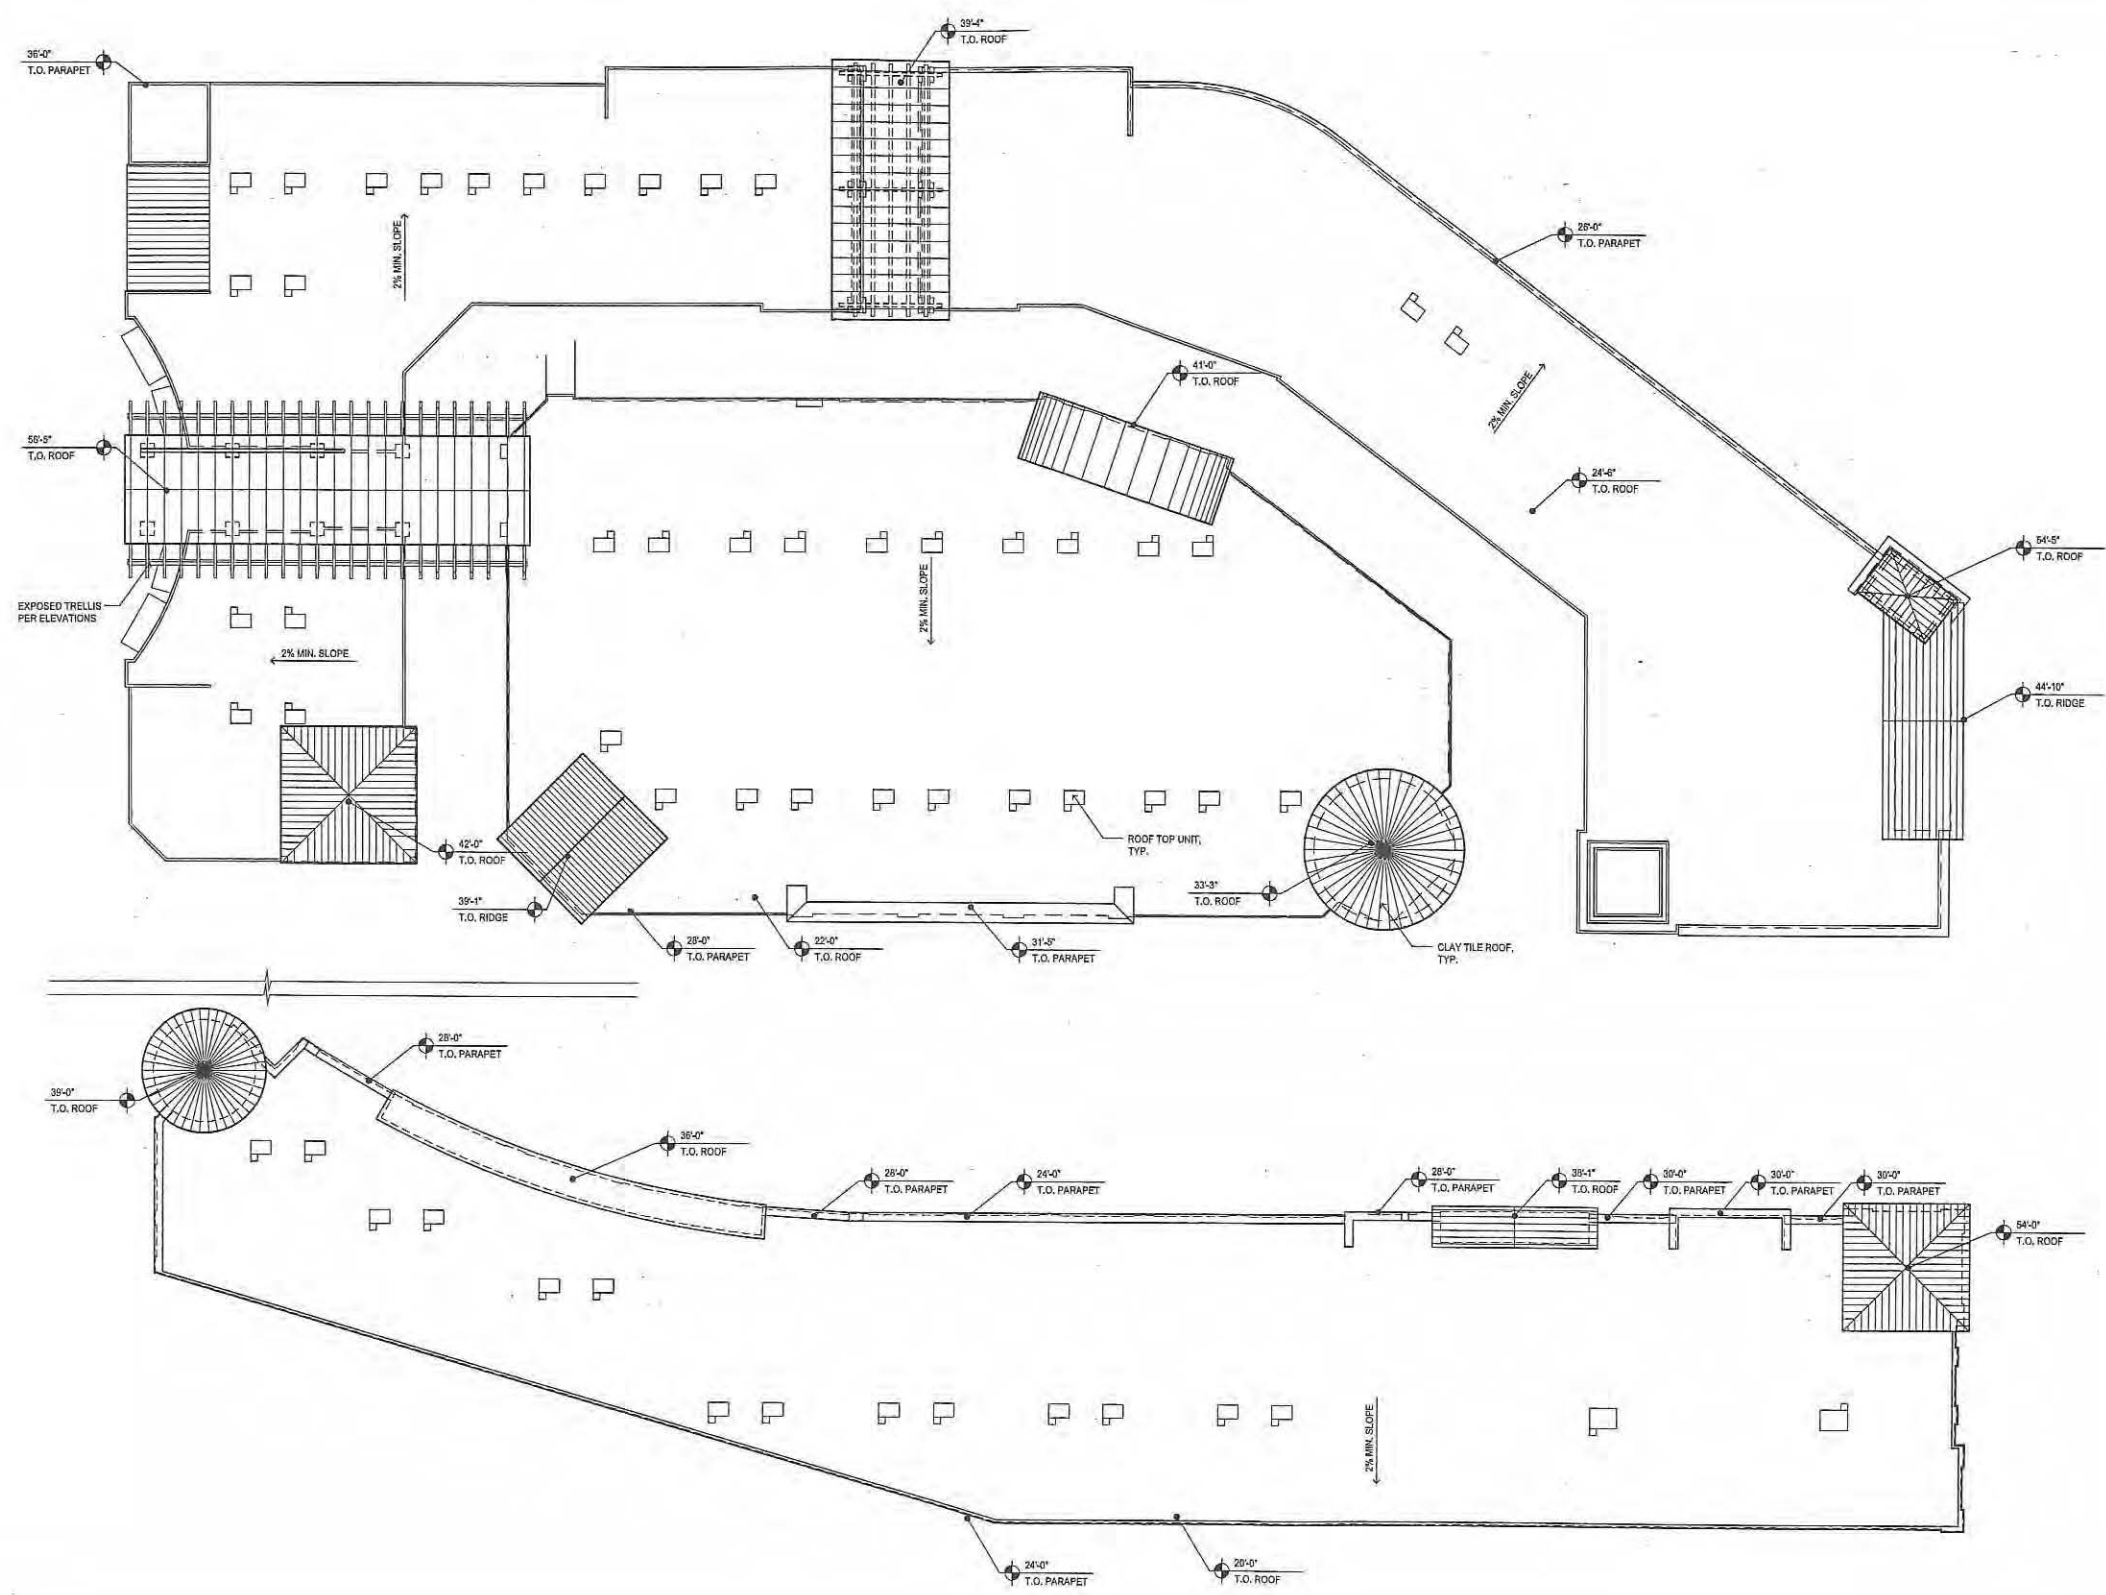 39'-4"
T.O. ROOF
36'-0"
T.O. PARAPET
2% MIN. SLOPE
26'-0"
T.O. PARAPET
41'-0"
T.O. ROOF
2% MIN. SLOPE
T.O. ROOF
24'-6"
T.O. ROOF
54'-5"
T.O. ROOF
EXPOSED TRELLIS
PER ELEVATIONS
2% MIN. SLOPE
2% MIN. SLOPE
44'-10"
T.O. RIDGE
42'-0"
T.O. ROOF
ROOF TOP UNIT,
TYP.
39'-1"
T.O. RIDGE
33'-3"
T.O. ROOF
28'-0"
T.O. PARAPET
22'-0"
T.O. ROOF
31'-5"
T.O. PARAPET
CLAY TILE ROOF,
TYP.
28'-0"
T.O. PARAPET
39'-0"
T.O. ROOF
36'-0"
T.O. ROOF
28'-0"
T.O. PARAPET
24'-0"
T.O. PARAPET
28'-0"
T.O. PARAPET
T.O. ROOF
30'-0"
T.O. PARAPET
30'-0"
T.O. PARAPET
30'-0"
T.O. PARAPET
54'-0"
T.O. ROOF
2% MIN. SLOPE
24'-0"
T.O. PARAPET
20'-0"
T.O. ROOF